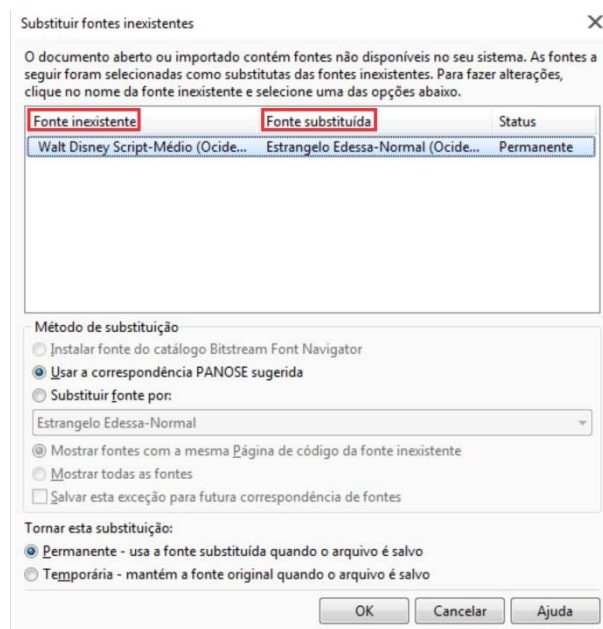 Substituir fontes inexistentes
O documento aberto ou importado contém fontes não disponíveis no seu sistema. As fontes a
seguir foram selecionadas como substitutas das fontes inexistentes. Para fazer alterações,
clique no nome da fonte inexistente e selecione uma das opções abaixo.
Fonte inexistente Fonte substituída Status
Walt Disney Script-Médio (Ocide... Estrangelo Edessa-Normal (Ocide... Permanente
Método de substituição
Instalar fonte do catálogo Bitstream Font Navigator
Usar a correspondência PANOSE sugerida
Substituir fonte por:
Estrangelo Edessa-Normal
Mostrar fontes com a mesma Página de código da fonte inexistente
Mostrar todas as fontes
Salvar esta exceção para futura correspondência de fontes
Tornar esta substituição:
Permanente - usa a fonte substituída quando o arquivo é salvo
Temporária - mantém a fonte original quando o arquivo é salvo
OK Cancelar Ajuda